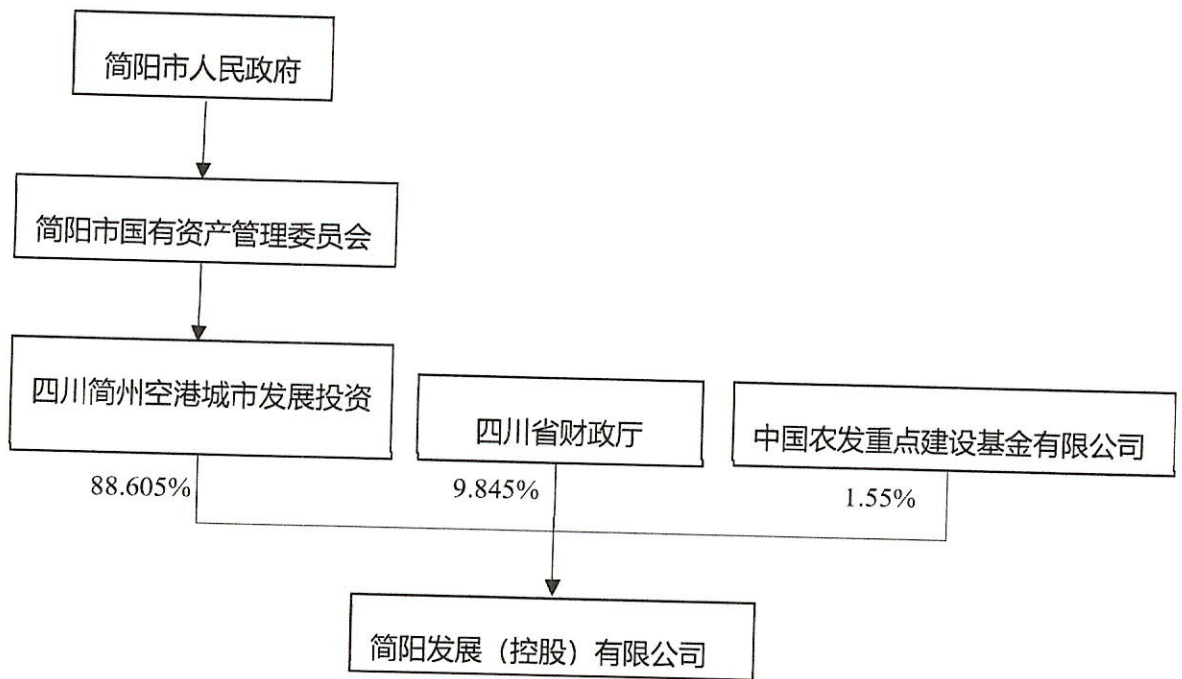 简阳市人民政府
简阳市国有资产管理委员会
四川简州空港城市发展投资
四川省财政厅
中国农发重点建设基金有限公司
88.605%
9.845%
1.55%
简阳发展（控股）有限公司